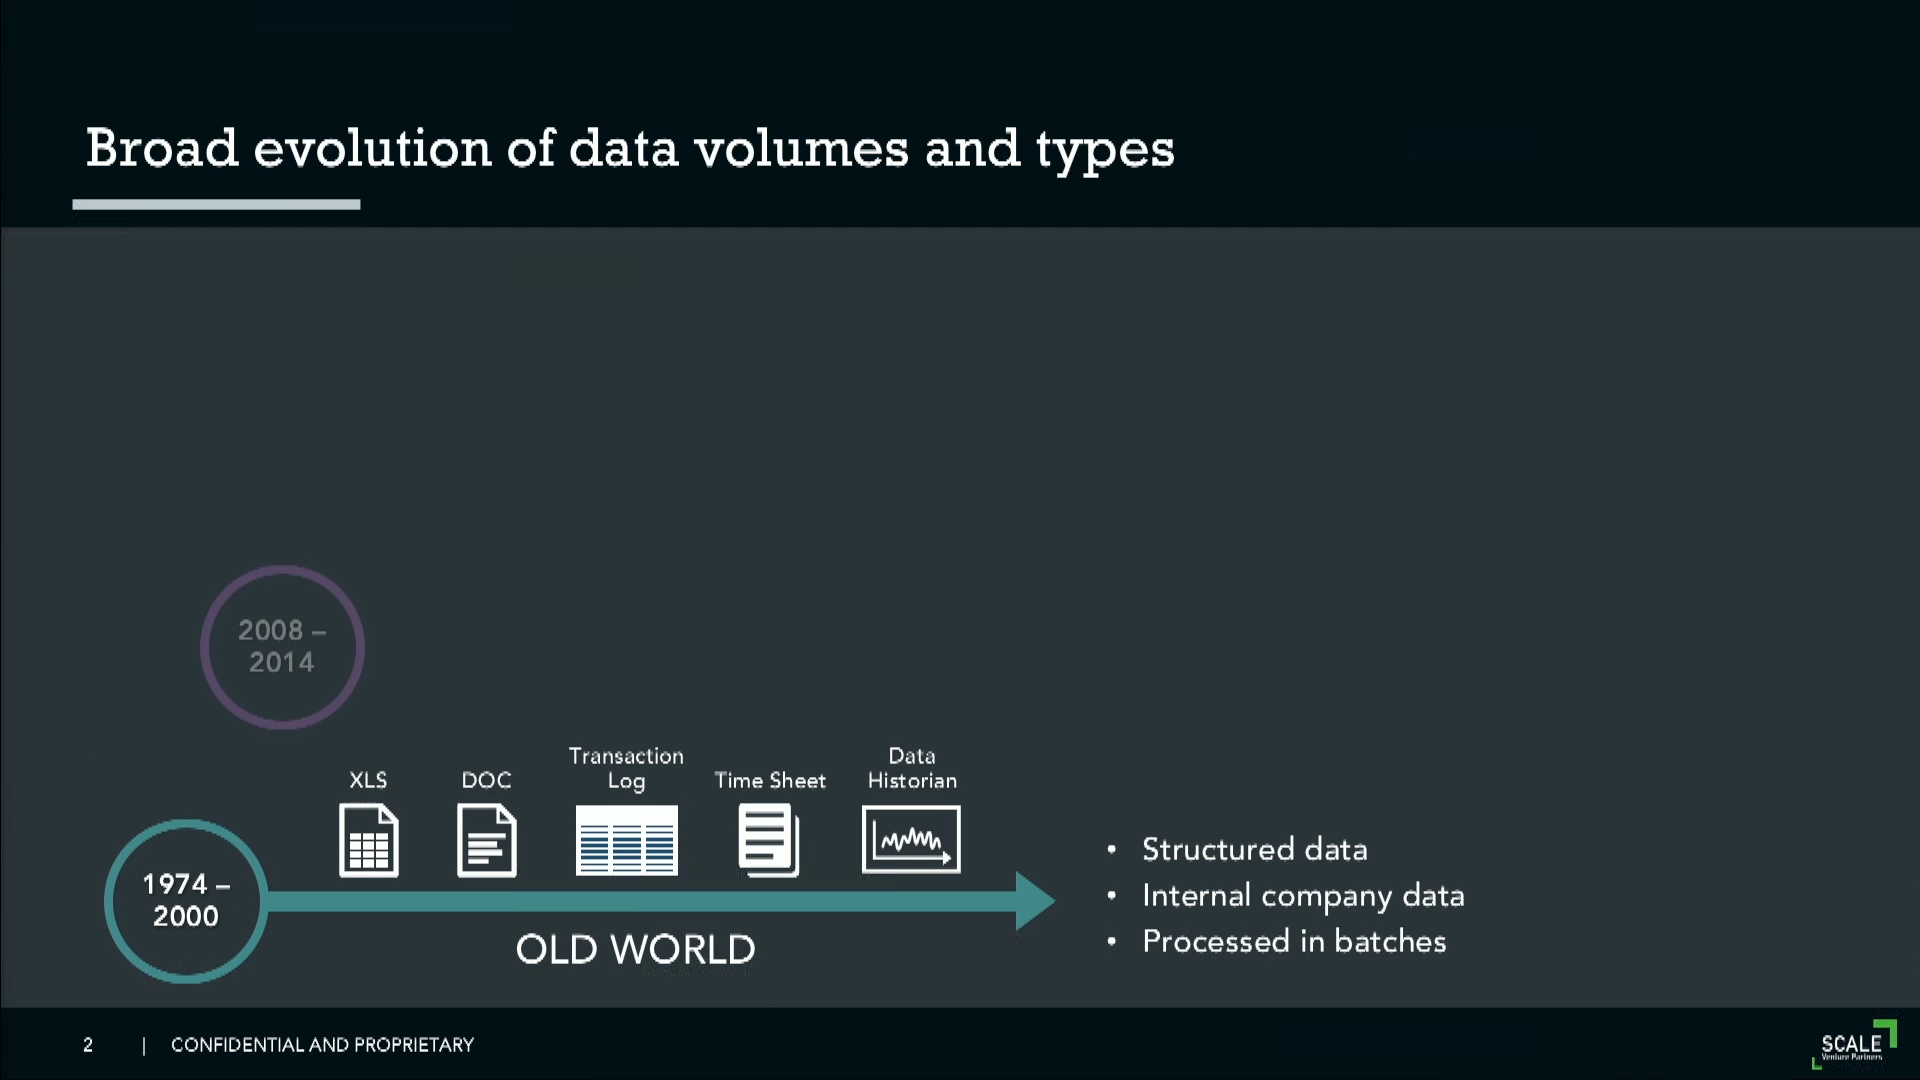 Broad evolution of data volumes and types
2008 –
2014
XLS
DOC
Transaction
Log
Time Sheet
Data
Historian
1974 –
2000
OLD WORLD
• Structured data
• Internal company data
• Processed in batches
2 | CONFIDENTIAL AND PROPRIETARY
SCALE
Venture Partners